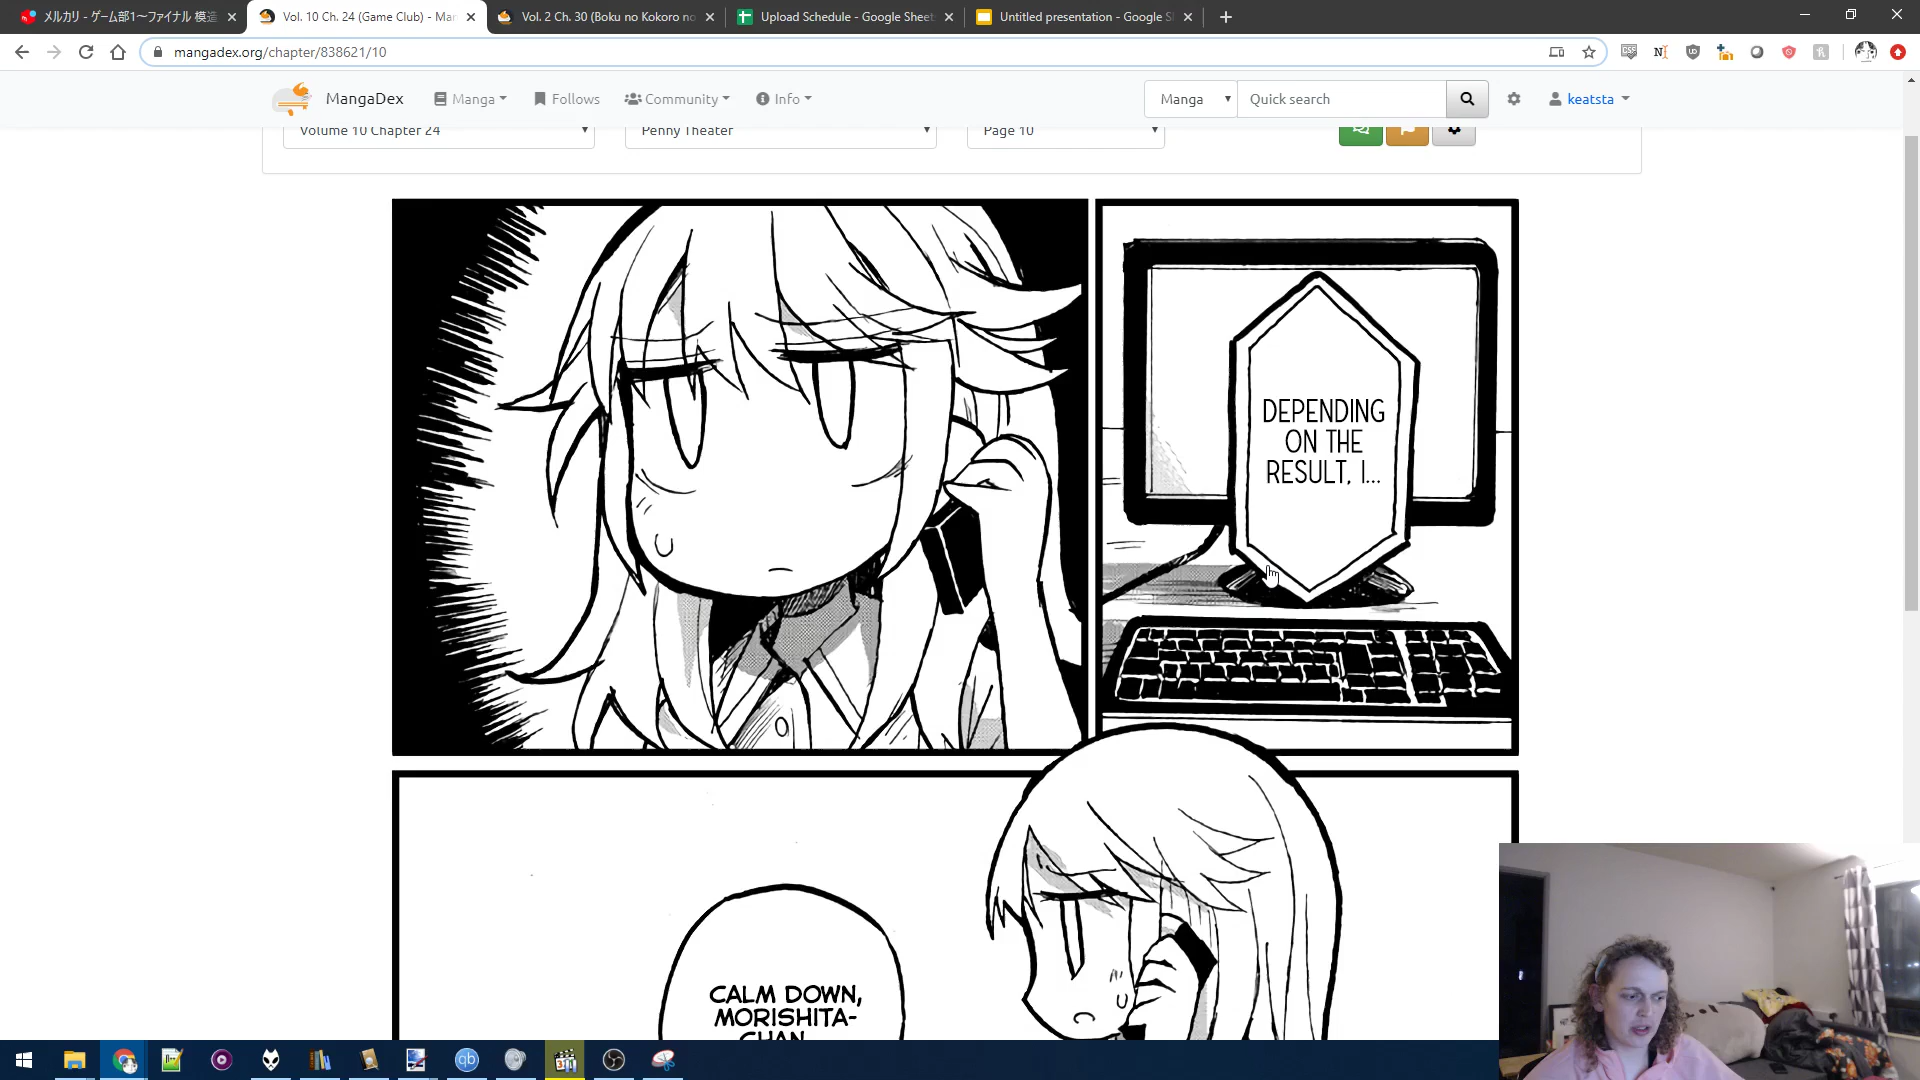 メルカリ - ゲーム部1〜ファイナル 模造
Vol. 10 Ch. 24 (Game Club) - Man
Vol. 2 Ch. 30 (Boku no Kokoro no
Upload Schedule - Google Sheet
Untitled presentation - Google Sl
mangadex.org/chapter/838621/10
MangaDex
Manga
Follows
Community
Info
Manga
Quick search
keatsta
Volume 10 Chapter 24
Penny Theater
Page 10
DEPENDING
ON THE
RESULT, I...
CALM DOWN,
MORISHITA-
CHAN